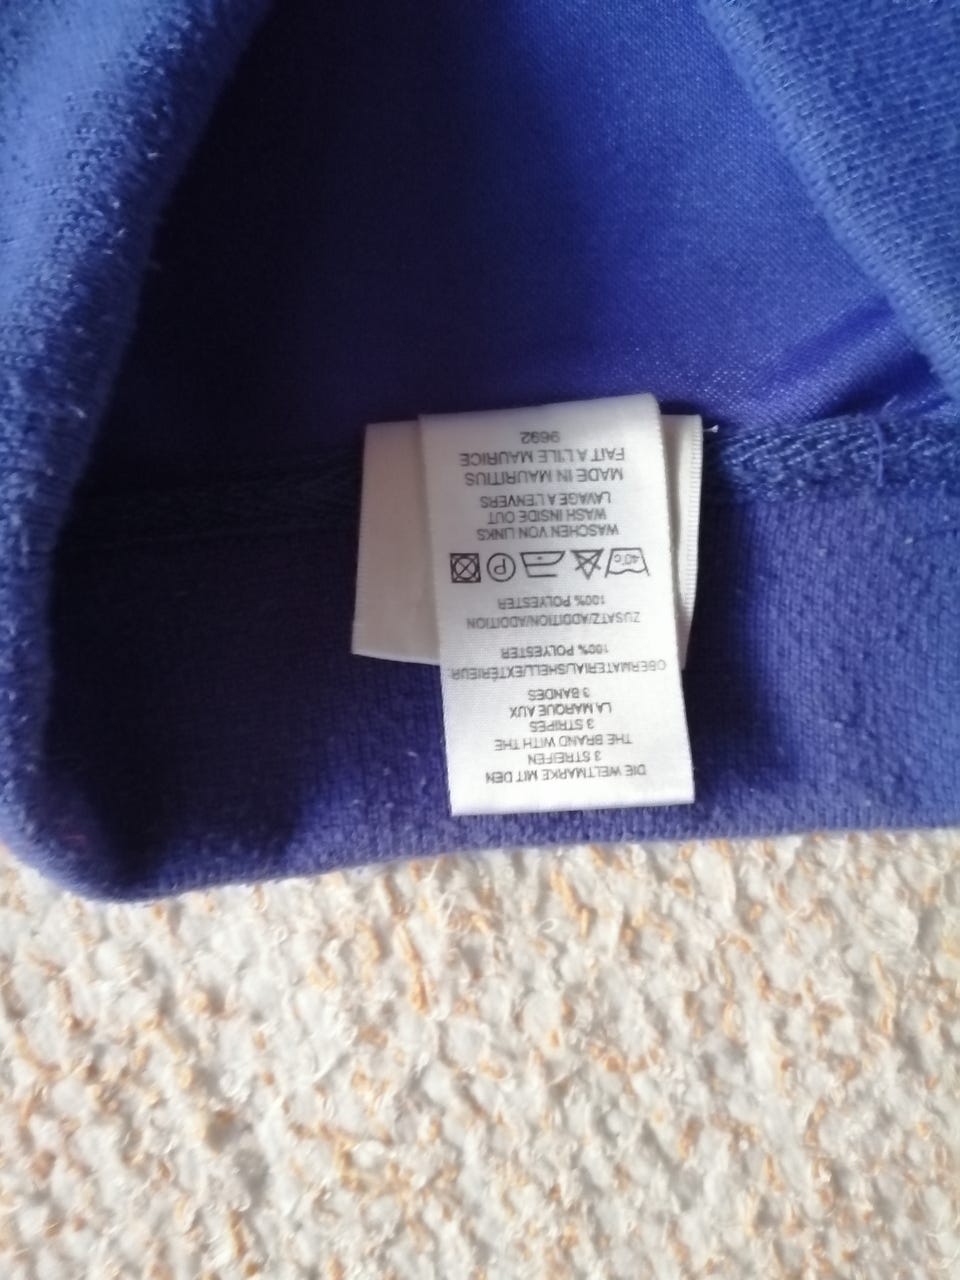 DIE WELTMARKE MIT DEN
3 STREIFEN
THE BRAND WITH THE
3 STRIPES
LA MARQUE AUX
3 BANDES
OBERMATERIAL/SHELL/EXTÉRIEUR:
100% POLYESTER
ZUSATZ/ADDITION/ADDITION
100% POLYESTER
40°c P
WASCHEN VON LINKS
WASH INSIDE OUT
LAVAGE A L'ENVERS
MADE IN MAURITIUS
FAIT A L'ILE MAURICE
9692